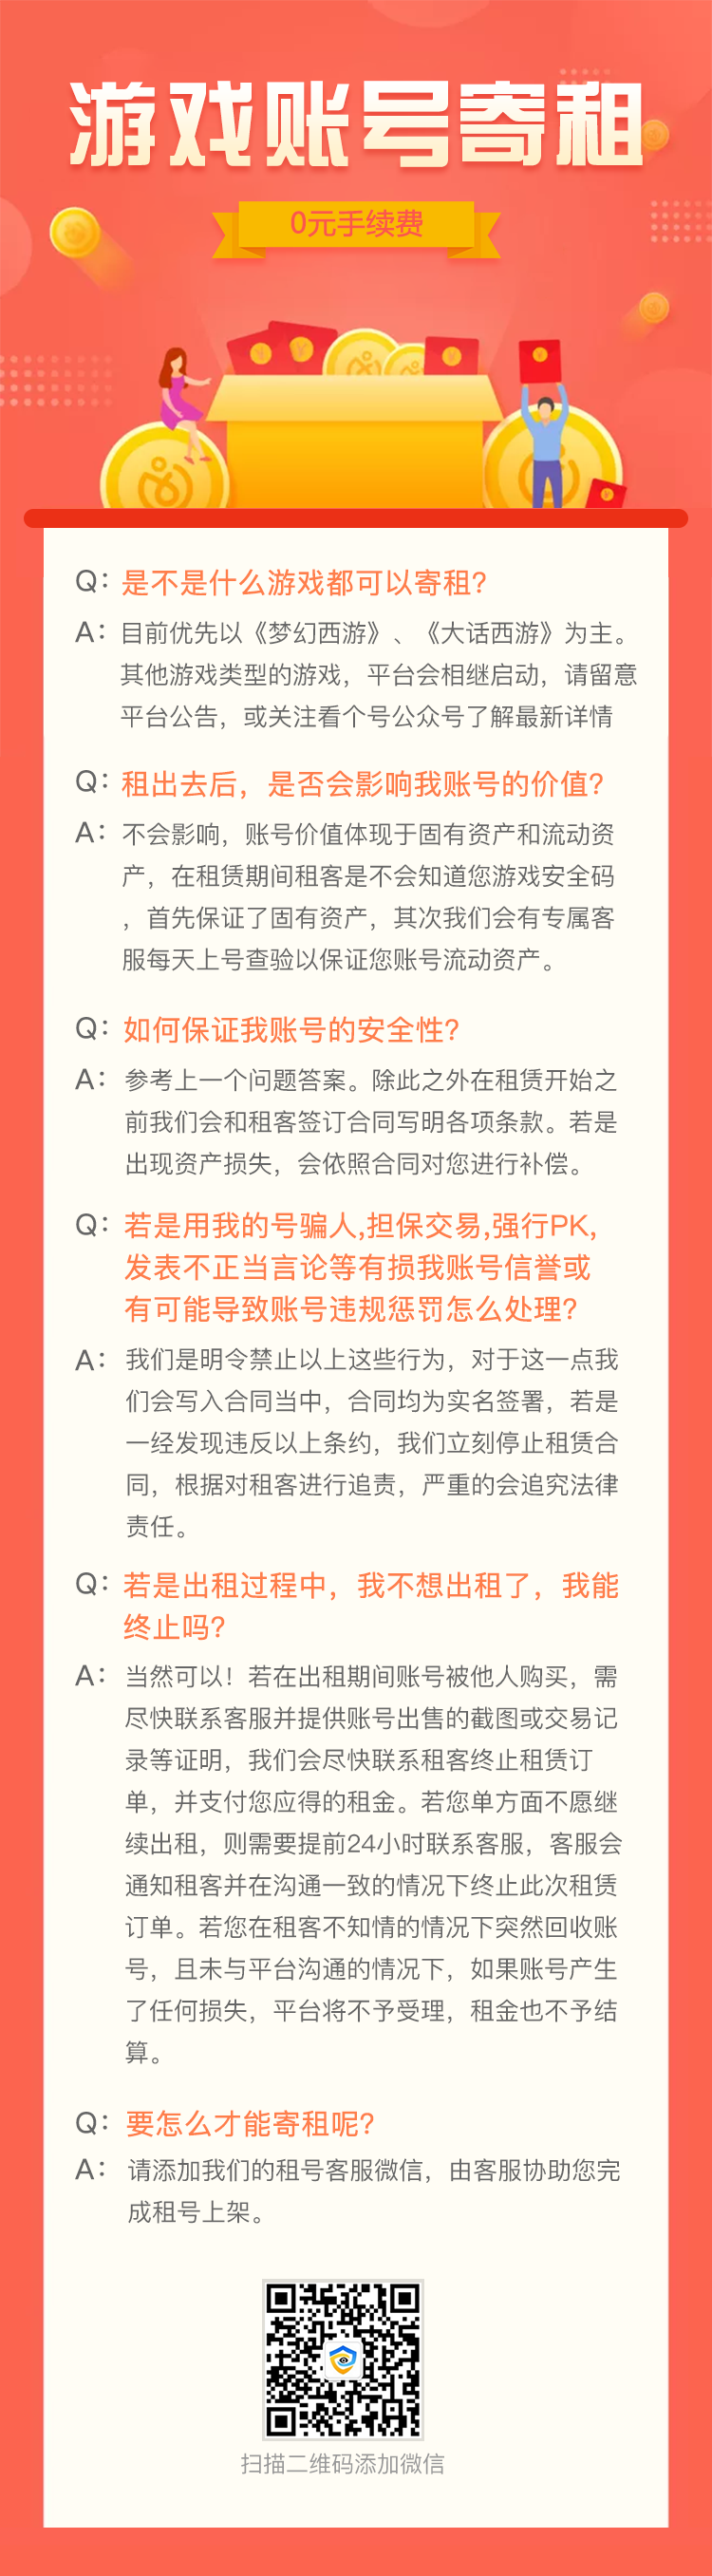 游戏账号寄租
0元手续费
Q：是不是什么游戏都可以寄租？
A：目前优先以《梦幻西游》、《大话西游》为主。
其他游戏类型的游戏，平台会相继启动，请留意
平台公告，或关注看个号公众号了解最新详情
Q：租出去后，是否会影响我账号的价值？
A：不会影响，账号价值体现于固有资产和流动资
产，在租赁期间租客是不会知道您游戏安全码
，首先保证了固有资产，其次我们会有专属客
服每天上号查验以保证您账号流动资产。
Q：如何保证我账号的安全性？
A：参考上一个问题答案。除此之外在租赁开始之
前我们会和租客签订合同写明各项条款。若是
出现资产损失，会依照合同对您进行补偿。
Q：若是用我的号骗人,担保交易,强行PK,
发表不正当言论等有损我账号信誉或
有可能导致账号违规惩罚怎么处理？
A：我们是明令禁止以上这些行为，对于这一点我
们会写入合同当中，合同均为实名签署，若是
一经发现违反以上条约，我们立刻停止租赁合
同，根据对租客进行追责，严重的会追究法律
责任。
Q：若是出租过程中，我不想出租了，我能
终止吗？
A：当然可以！若在出租期间账号被他人购买，需
尽快联系客服并提供账号出售的截图或交易记
录等证明，我们会尽快联系租客终止租赁订
单，并支付您应得的租金。若您单方面不愿继
续出租，则需要提前24小时联系客服，客服会
通知租客并在沟通一致的情况下终止此次租赁
订单。若您在租客不知情的情况下突然回收账
号，且未与平台沟通的情况下，如果账号产生
了任何损失，平台将不予受理，租金也不予结
算。
Q：要怎么才能寄租呢？
A：请添加我们的租号客服微信，由客服协助您完
成租号上架。
扫描二维码添加微信